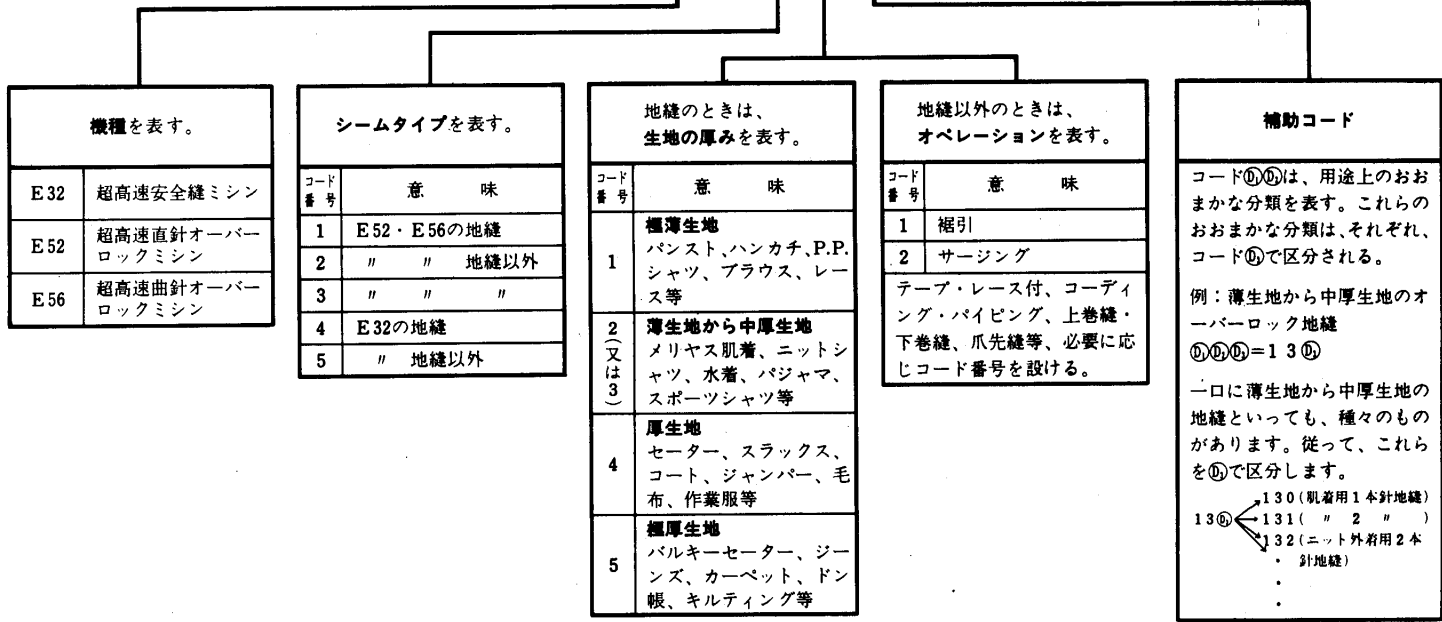 機種を表す。
E32 超高速安全縫ミシン
E52 超高速直針オーバー
ロックミシン
E56 超高速曲針オーバー
ロックミシン
シームタイプを表す。
コード
番号 意味
1 E52・E56の地縫
2 〃 〃 地縫以外
3 〃 〃 〃
4 E32の地縫
5 〃 地縫以外
地縫のときは、
生地の厚みを表す。
コード
番号 意味
1 極薄生地
パンスト、ハンカチ、P.P.
シャツ、ブラウス、レー
ス等
2(又は3) 薄生地から中厚生地
メリヤス肌着、ニットシ
ャツ、水着、パジャマ、
スポーツシャツ等
4 厚生地
セーター、スラックス、
コート、ジャンパー、毛
布、作業服等
5 極厚生地
バルキーセーター、ジー
ンズ、カーペット、ドン
帳、キルティング等
地縫以外のときは、
オペレーションを表す。
コード
番号 意味
1 裾引
2 サージング
テープ・レース付、コーディ
ング・パイピング、上巻縫・
下巻縫、爪先縫等、必要に応
じコード番号を設ける。
補助コード
コードD₁D₂は、用途上のおお
まかな分類を表す。これらの
おおまかな分類は、それぞれ、
コードD₃で区分される。
例：薄生地から中厚生地のオ
ーバーロック地縫
D₁D₂D₃=13D₃
一口に薄生地から中厚生地の
地縫といっても、種々のもの
があります。従って、これら
をD₃で区分します。
130(肌着用1本針地縫)
13D₃ 131( 〃 2 〃 )
132(ニット外着用2本
針地縫)
・
・
・